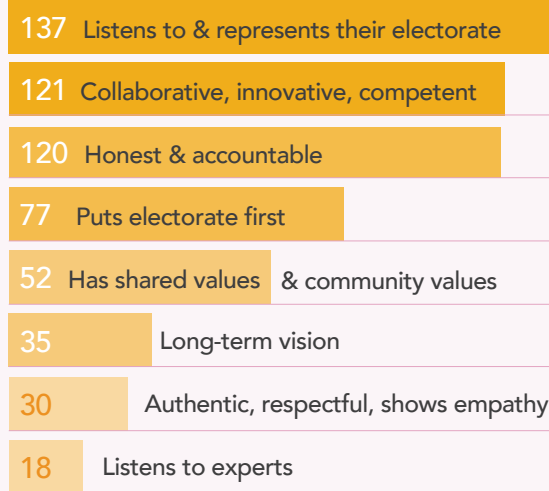 137 Listens to & represents their electorate
121 Collaborative, innovative, competent
120 Honest & accountable
77 Puts electorate first
52 Has shared values & community values
35 Long-term vision
30 Authentic, respectful, shows empathy
18 Listens to experts